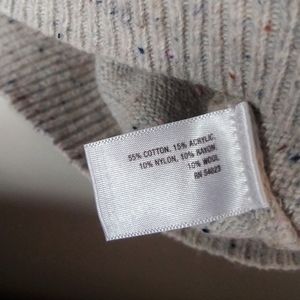 55% COTTON, 15% ACRYLIC,
10% NYLON, 10% RAYON,
10% WOOL
RN 54023